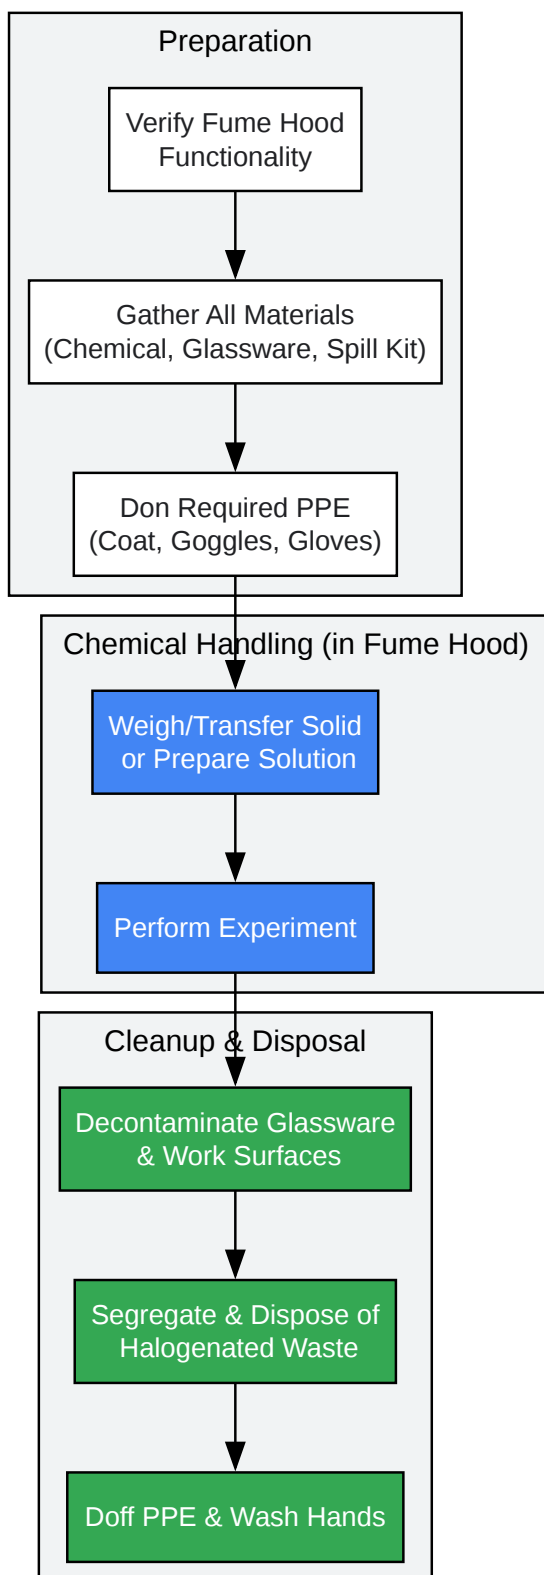 Preparation
Verify Fume Hood
Functionality
Gather All Materials
(Chemical, Glassware, Spill Kit)
Don Required PPE
(Coat, Goggles, Gloves)
Chemical Handling (in Fume Hood)
Weigh/Transfer Solid
or Prepare Solution
Perform Experiment
Cleanup & Disposal
Decontaminate Glassware
& Work Surfaces
Segregate & Dispose of
Halogenated Waste
Doff PPE & Wash Hands